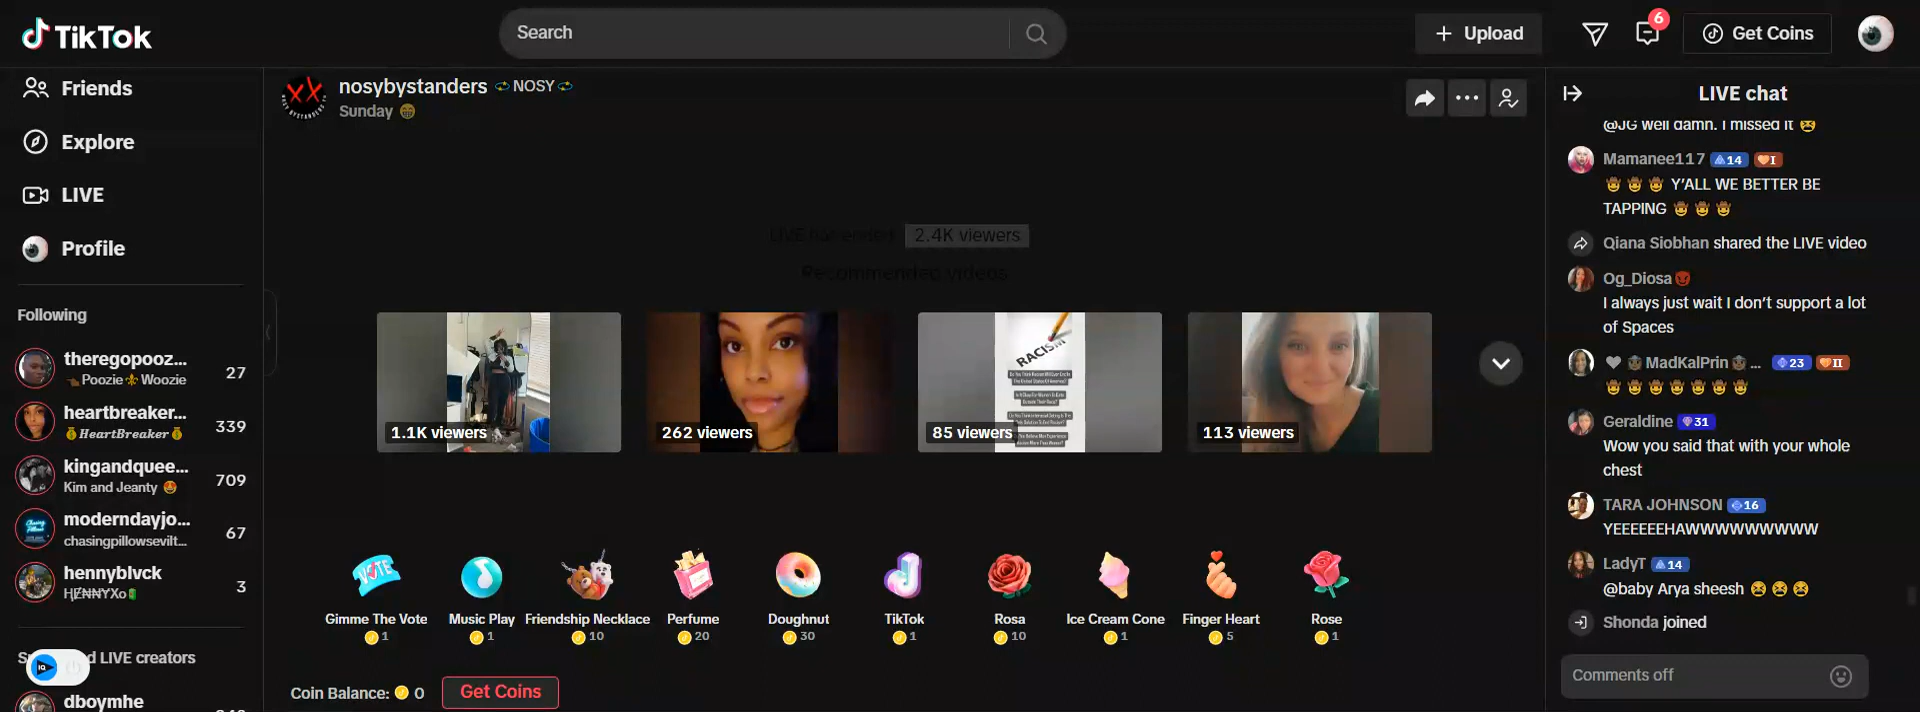 TikTok
Search
Upload
6
Get Coins
Friends
Explore
LIVE
Profile
Following
theregopooz...
Poozie Woozie
27
heartbreaker...
HeartBreaker
339
kingandquee...
Kim and Jeanty
709
moderndayjo...
chasingpillowsevilt...
67
hennyblvck
3
d LIVE creators
dboymhe
nosybystanders NOSY
Sunday
LIVE has ended 2.4K viewers
Recommended videos
1.1K viewers
262 viewers
RACISM
85 viewers
113 viewers
Gimme The Vote
1
Music Play
1
Friendship Necklace
10
Perfume
20
Doughnut
30
TikTok
1
Rosa
10
Ice Cream Cone
1
Finger Heart
5
Rose
1
Coin Balance: 0 Get Coins
LIVE chat
@JG well damn. I missed it
Mamanee117 14 I
Y'ALL WE BETTER BE
TAPPING
Qiana Siobhan shared the LIVE video
Og_Diosa
I always just wait I don't support a lot
of Spaces
MadKalPrin ... 23 II
Geraldine 31
Wow you said that with your whole
chest
TARA JOHNSON 16
YEEEEEEHAWWWWWWWWW
LadyT 14
@baby Arya sheesh
Shonda joined
Comments off